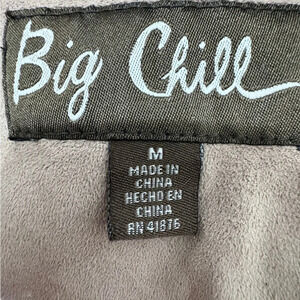 Big Chill
M
MADE IN
CHINA
HECHO EN
CHINA
RN 41876